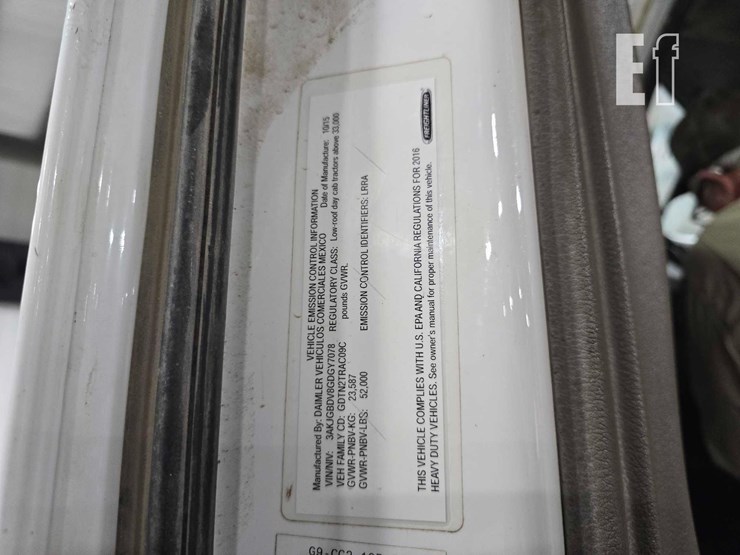 Ef
VEHICLE EMISSION CONTROL INFORMATION
Manufactured By: DAIMLER VEHICULOS COMERCIALES MEXICO Date of Manufacture: 10/15
VIN/NIV: 3AKJGBDV8GDGY7078 REGULATORY CLASS: Low-roof day cab tractors above 33,000
VEH FAMILY CD: GDTN2TRAC09C pounds GVWR.
GVWR-PNBV-KG: 23,587
GVWR-PNBV-LBS: 52,000 EMISSION CONTROL IDENTIFIERS: LRRA
THIS VEHICLE COMPLIES WITH U.S. EPA AND CALIFORNIA REGULATIONS FOR 2016
HEAVY DUTY VEHICLES. See owner's manual for proper maintenance of this vehicle.
FREIGHTLINER